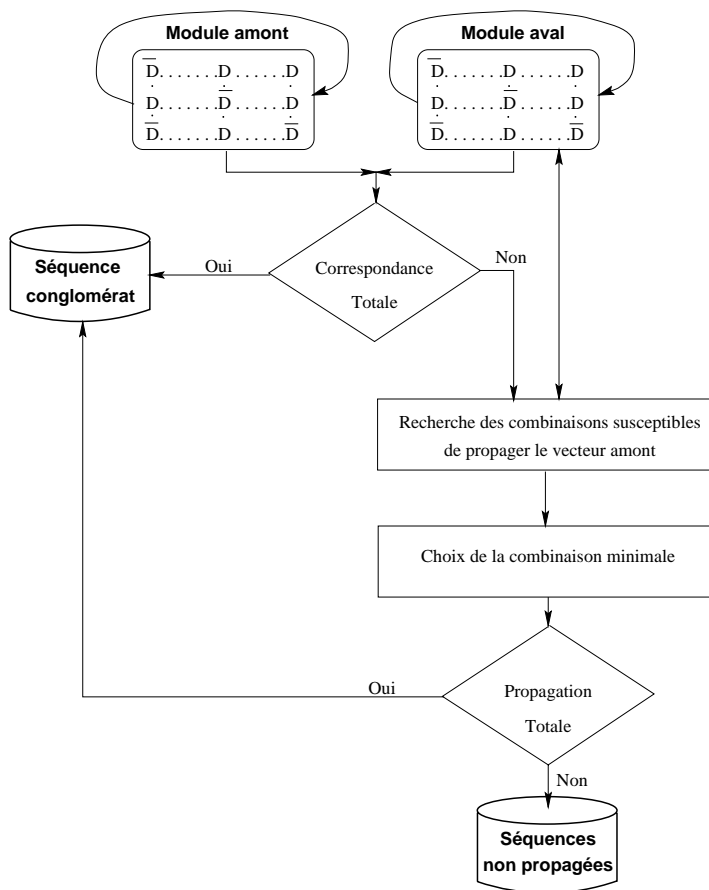 Module amont
Module aval
D̅.......D......D
D.......D̅......D
D̅.......D......D̅
D̅.......D......D
D.......D̅......D
D̅.......D......D̅
Séquence
conglomérat
Oui
Correspondance
Totale
Non
Recherche des combinaisons susceptibles
de propager le vecteur amont
Choix de la combinaison minimale
Oui
Propagation
Totale
Non
Séquences
non propagées